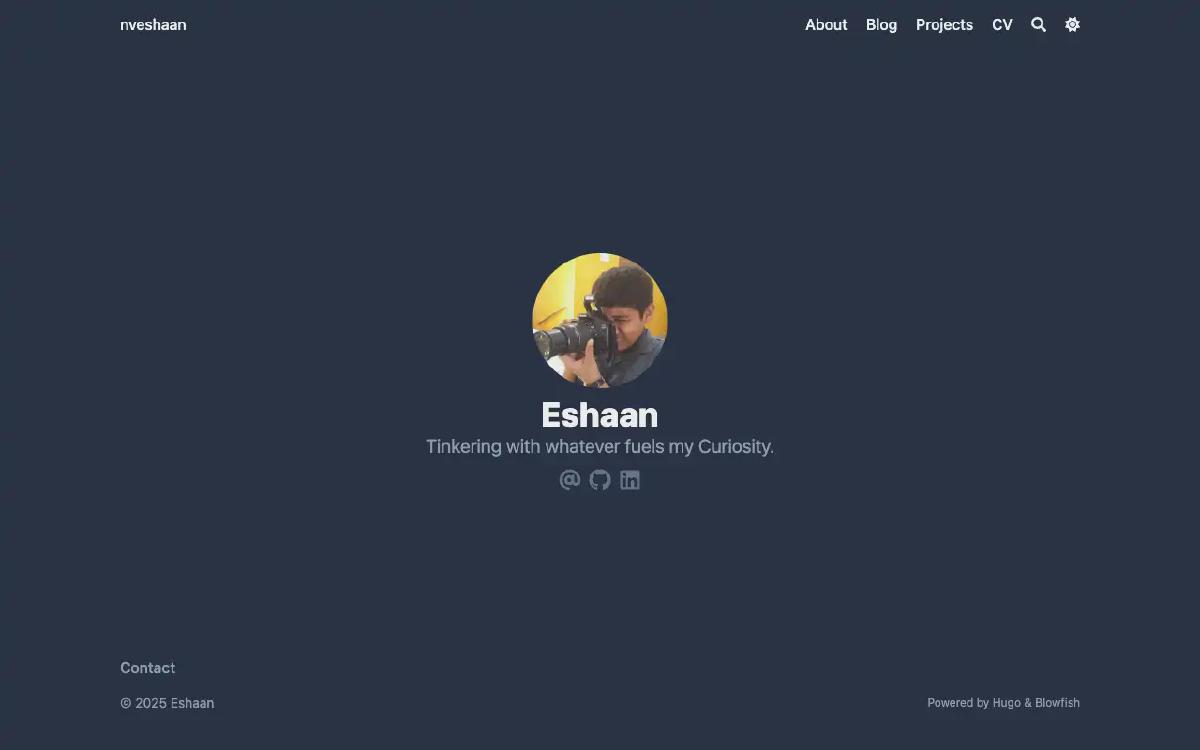 nveshaan
About Blog Projects CV
Eshaan
Tinkering with whatever fuels my Curiosity.
Contact
© 2025 Eshaan
Powered by Hugo & Blowfish